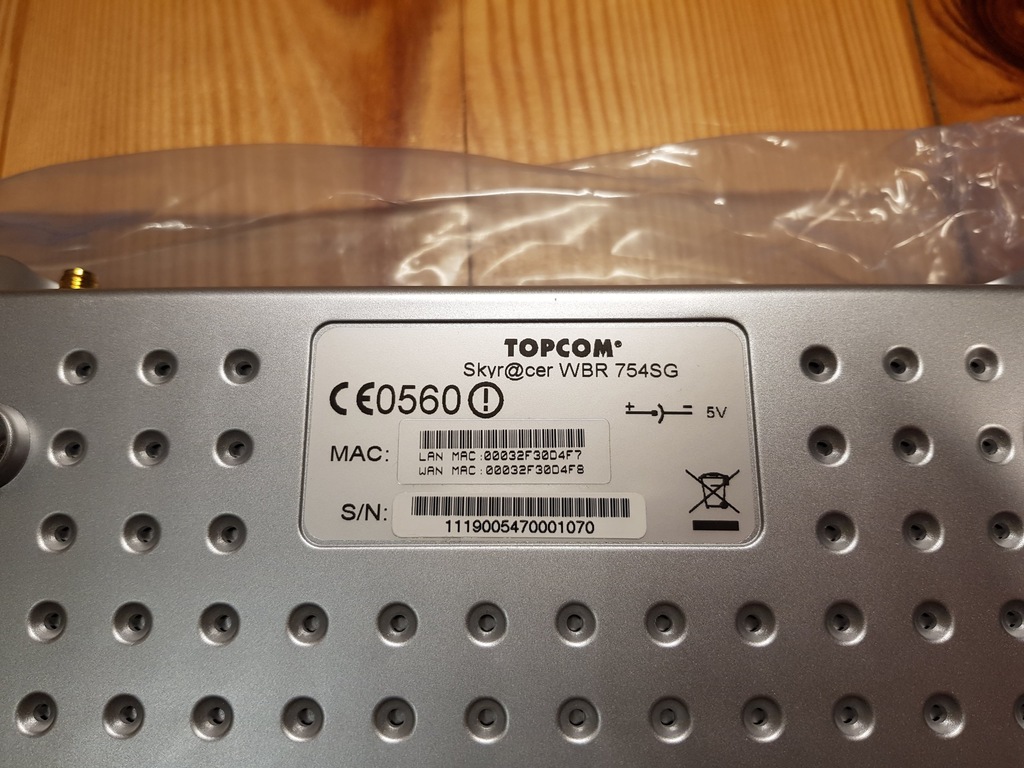 TOPCOM®
Skyr@cer WBR 754SG
CE0560
+ - 5V
MAC:
LAN MAC:00032F30D4F7
WAN MAC:00032F30D4F8
S/N:
1119005470001070